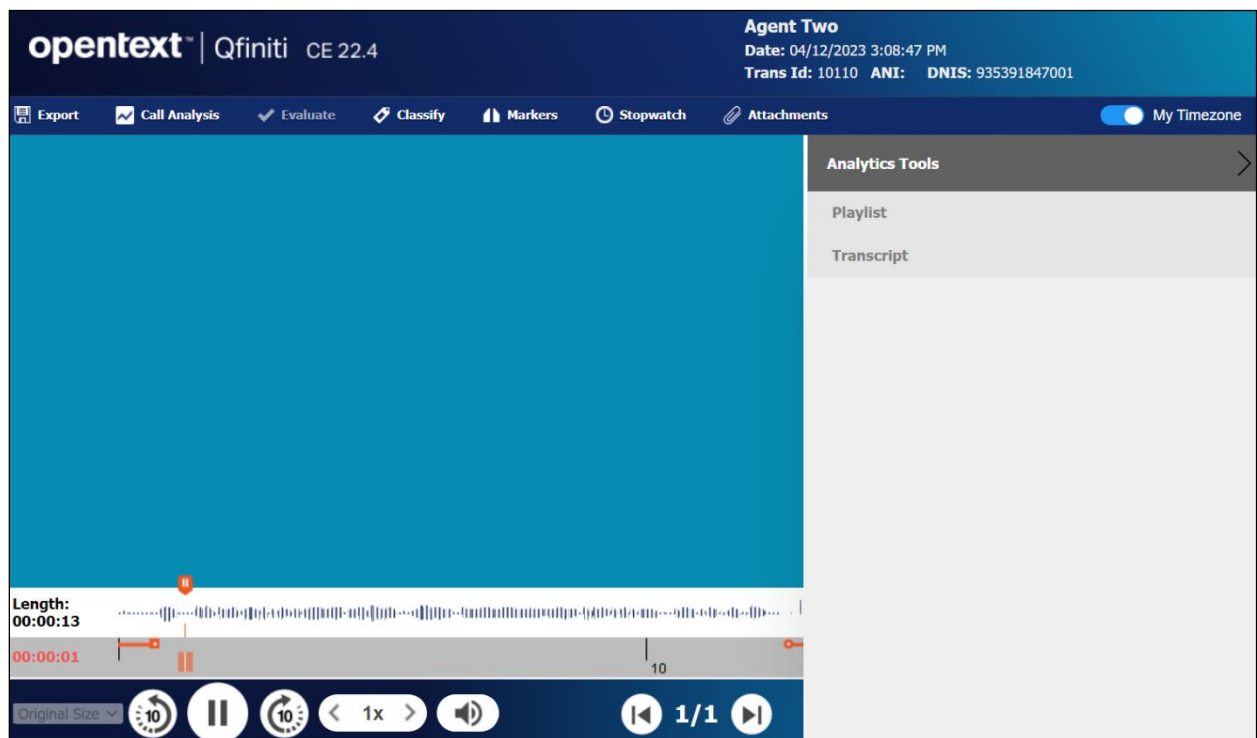 opentext™ | Qfiniti CE 22.4
Agent Two
Date: 04/12/2023 3:08:47 PM
Trans Id: 10110 ANI: DNIS: 935391847001
Export Call Analysis Evaluate Classify Markers Stopwatch Attachments My Timezone
Analytics Tools
Playlist
Transcript
Length:
00:00:13
00:00:01
10
Original Size 10 10 1x 1/1